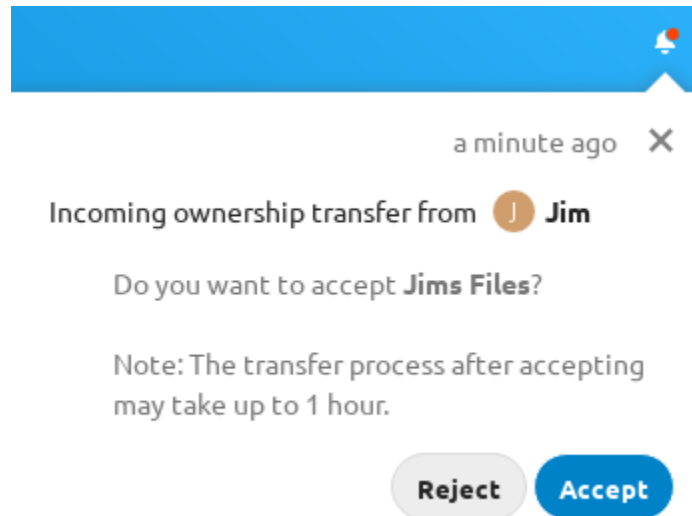 a minute ago
Incoming ownership transfer from J Jim
Do you want to accept Jims Files?
Note: The transfer process after accepting
may take up to 1 hour.
Reject Accept